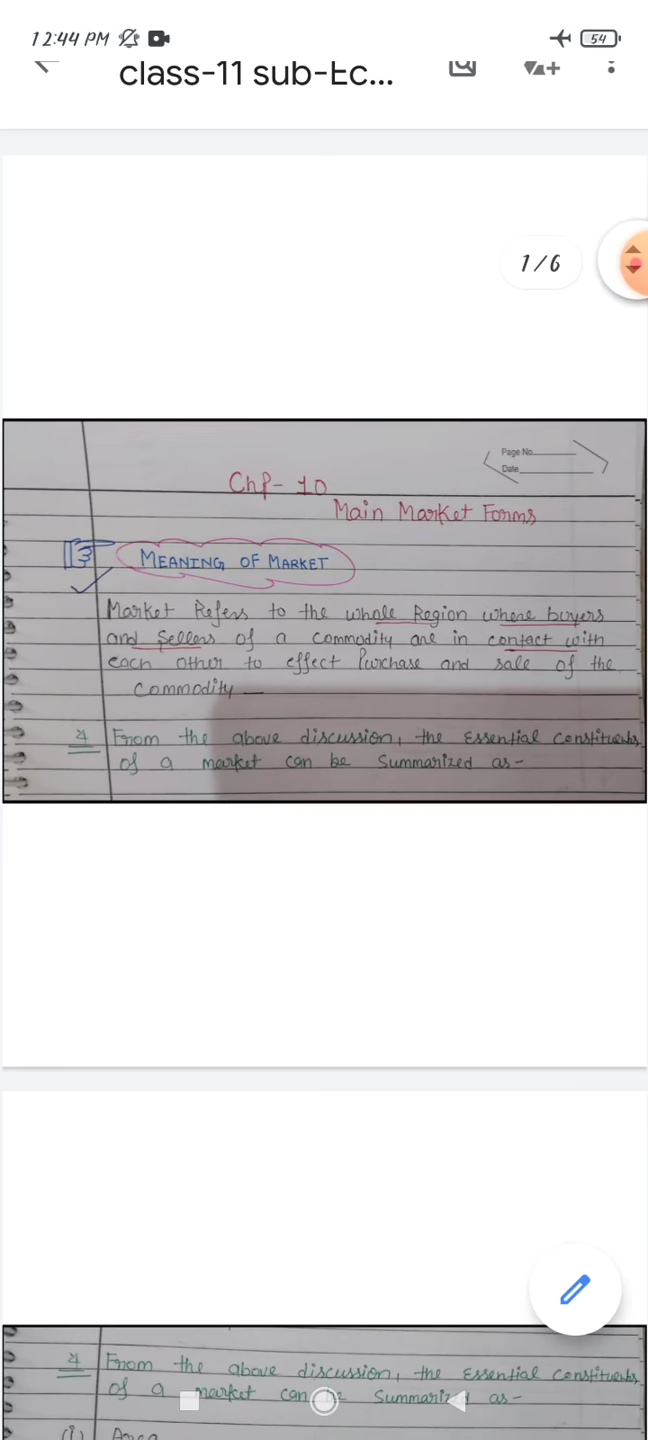 12:44 PM
54
class-11 sub-Ec...
1/6
Page No.
Date
Chp- 10
Main Market Forms
MEANING OF MARKET
Market Refers to the whole Region where buyers
and Sellers of a commodity are in contact with
each other to effect Purchase and sale of the
Commodity
From the above discussion, the Essential Constituents
of a market can be Summarized as-
From the above discussion, the Essential Constituents
of a market can be Summarized as-
(i) Area